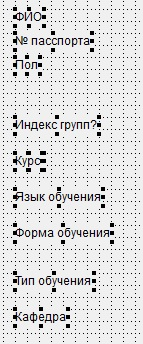 ФИО
№ паспорта
Пол
Индекс групп?
Курс
Язык обучения
Форма обучения
Тип обучения
Кафедра